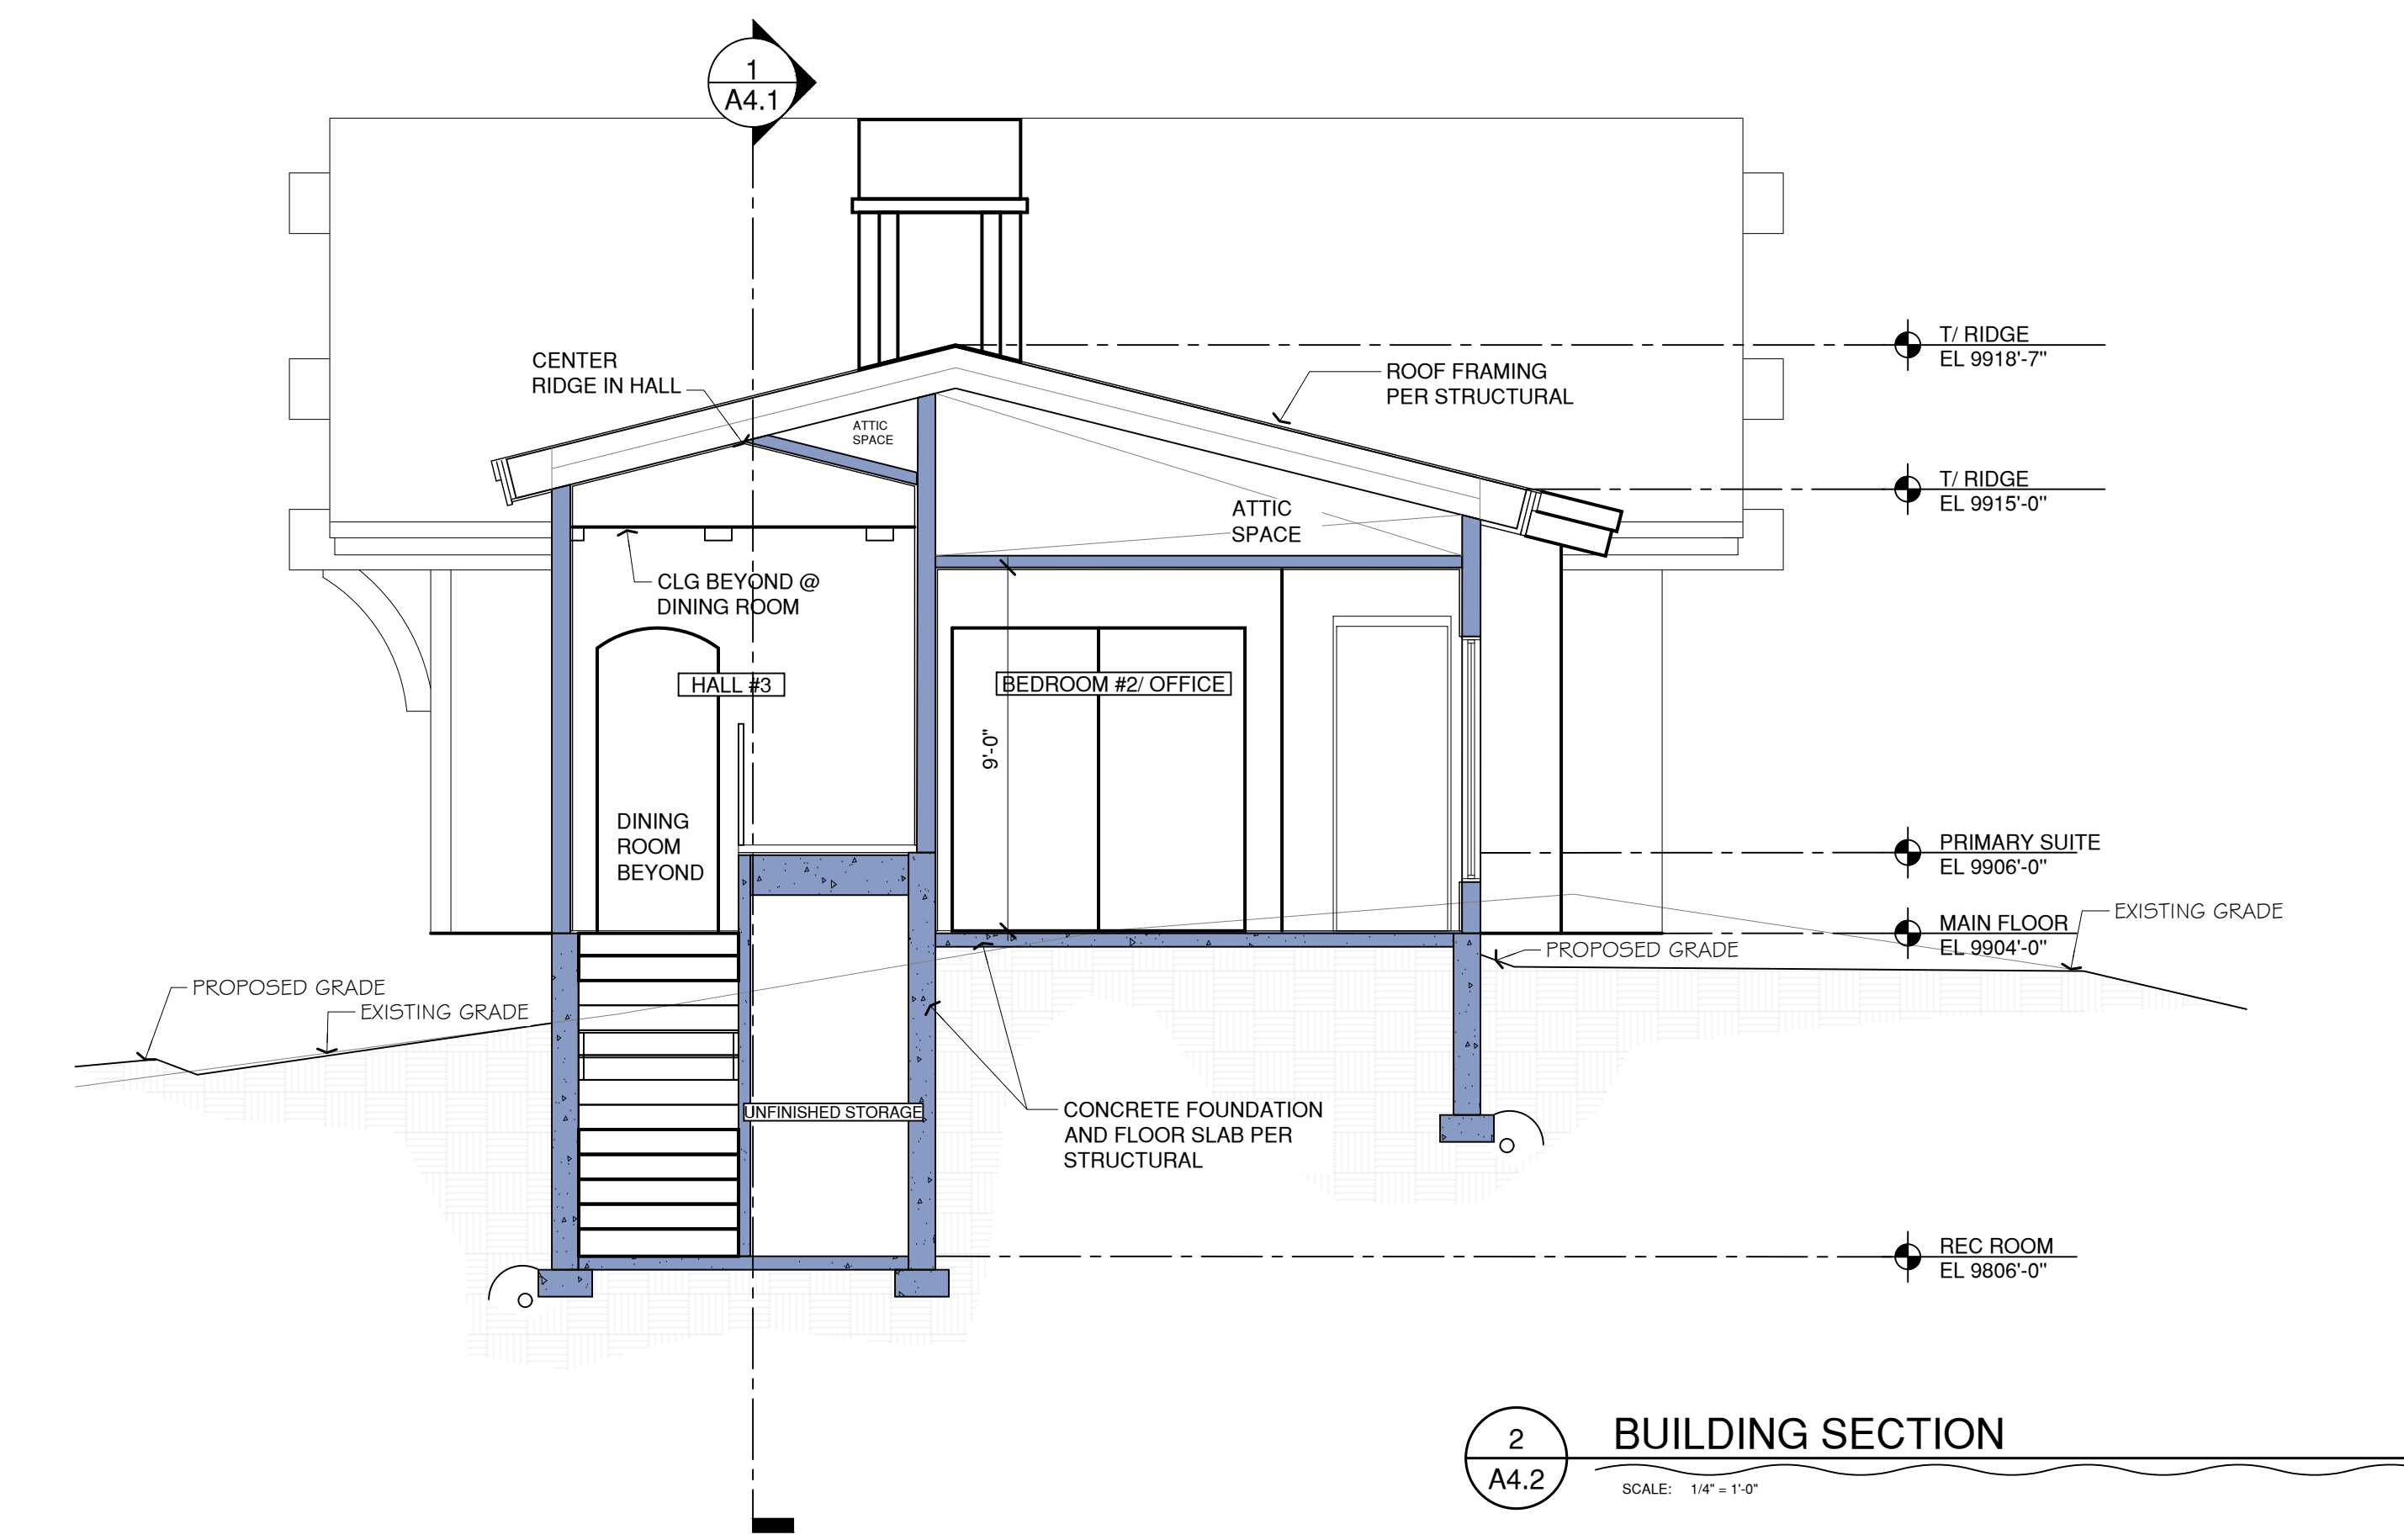 1
A4.1
T/ RIDGE
EL 9918'-7"
CENTER
RIDGE IN HALL
ROOF FRAMING
PER STRUCTURAL
ATTIC
SPACE
T/ RIDGE
EL 9915'-0"
ATTIC
SPACE
CLG BEYOND @
DINING ROOM
HALL #3
BEDROOM #2/ OFFICE
9'-0"
DINING
ROOM
BEYOND
PRIMARY SUITE
EL 9906'-0"
EXISTING GRADE
MAIN FLOOR
EL 9904'-0"
PROPOSED GRADE
PROPOSED GRADE
EXISTING GRADE
UNFINISHED STORAGE
CONCRETE FOUNDATION
AND FLOOR SLAB PER
STRUCTURAL
REC ROOM
EL 9806'-0"
2
A4.2
BUILDING SECTION
SCALE: 1/4" = 1'-0"